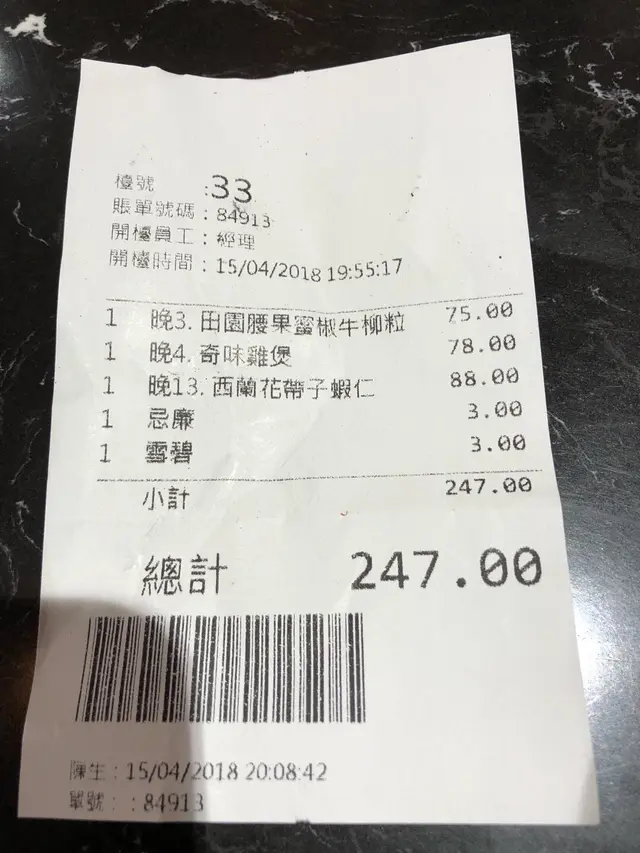 檯號 :33
賬單號碼：84913
開檯員工：經理
開檯時間：15/04/2018 19:55:17
1 晚3. 田園腰果蜜椒牛柳粒 75.00
1 晚4. 奇味雞煲 78.00
1 晚13. 西蘭花帶子蝦仁 88.00
1 忌廉 3.00
1 雪碧 3.00
小計 247.00
總計 247.00
陳生：15/04/2018 20:08:42
單號：：84913